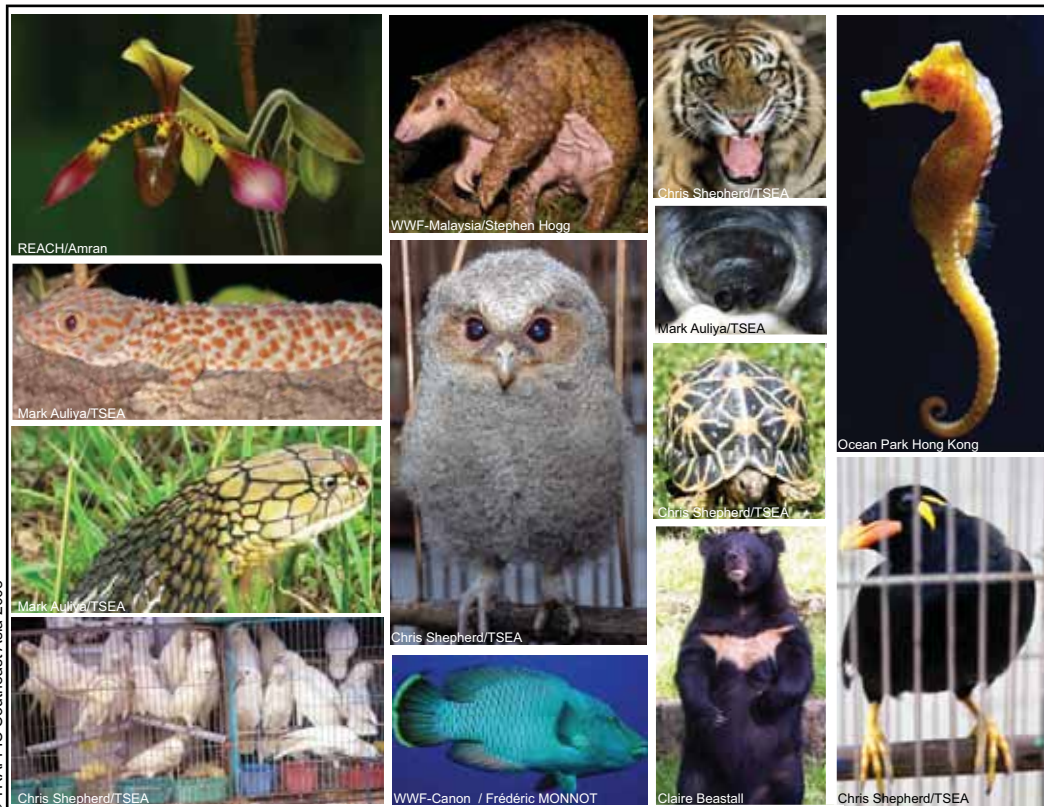 REACH/Amran
Mark Auliya/TSEA
Mark Auliya/TSEA
Chris Shepherd/TSEA
WWF-Malaysia/Stephen Hogg
Chris Shepherd/TSEA
WWF-Canon / Frédéric MONNOT
Chris Shepherd/TSEA
Mark Auliya/TSEA
Chris Shepherd/TSEA
Claire Beastall
Ocean Park Hong Kong
Chris Shepherd/TSEA
Southeast Asia